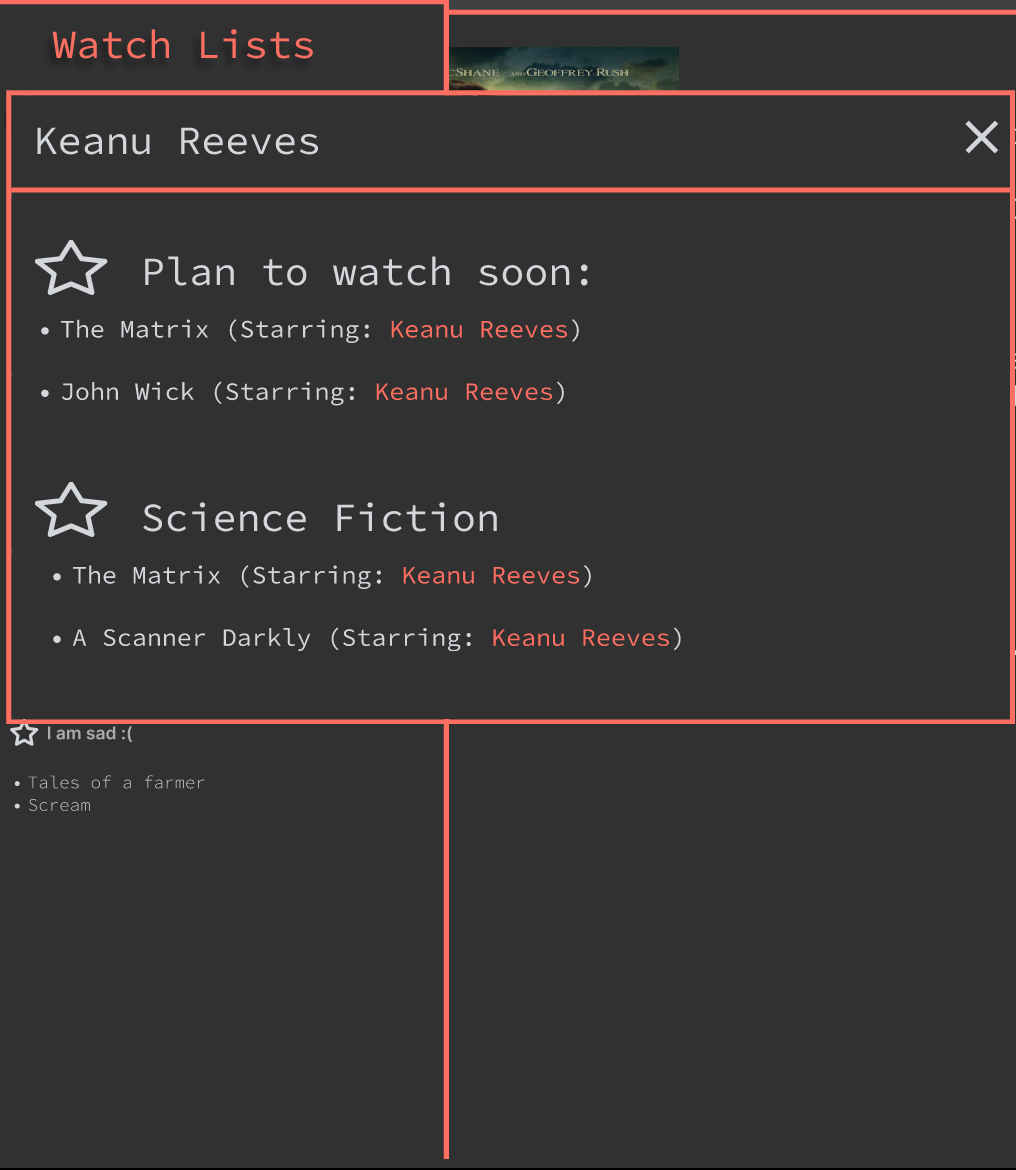 Watch Lists
SHANE AND GEOFFREY RUSH
Keanu Reeves
Plan to watch soon:
• The Matrix (Starring: Keanu Reeves)
• John Wick (Starring: Keanu Reeves)
Science Fiction
• The Matrix (Starring: Keanu Reeves)
• A Scanner Darkly (Starring: Keanu Reeves)
I am sad :(
• Tales of a farmer
• Scream